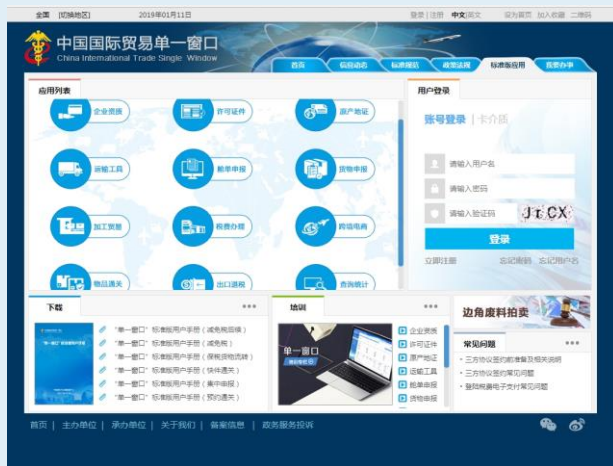 全国 [切换地区] 2019年01月11日 登录 | 注册 中文|英文 设为首页 加入收藏 二维码
中国国际贸易单一窗口
China International Trade Single Window
首页 信息动态 标准规范 政策法规 标准版应用 我要办事
应用列表
企业资质 许可证件 原产地证
运输工具 舱单申报 货物申报
加工贸易 税费办理 跨境电商
物品通关 出口退税 查询统计
用户登录
账号登录 | 卡介质
请输入用户名
请输入密码
请输入验证码
登录
立即注册 忘记密码 忘记用户名
下载
“单一窗口”标准版用户手册（减免税后续）
“单一窗口”标准版用户手册（减免税）
“单一窗口”标准版用户手册（保税货物流转）
“单一窗口”标准版用户手册（快件通关）
“单一窗口”标准版用户手册（集中申报）
“单一窗口”标准版用户手册（预约通关）
培训
单一窗口
企业资质
许可证件
原产地证
运输工具
舱单申报
货物申报
边角废料拍卖
常见问题
三方协议签约前准备及相关说明
三方协议签约常见问题
登陆税费电子支付常见问题
首页 | 主办单位 | 承办单位 | 关于我们 | 备案信息 | 政务服务投诉